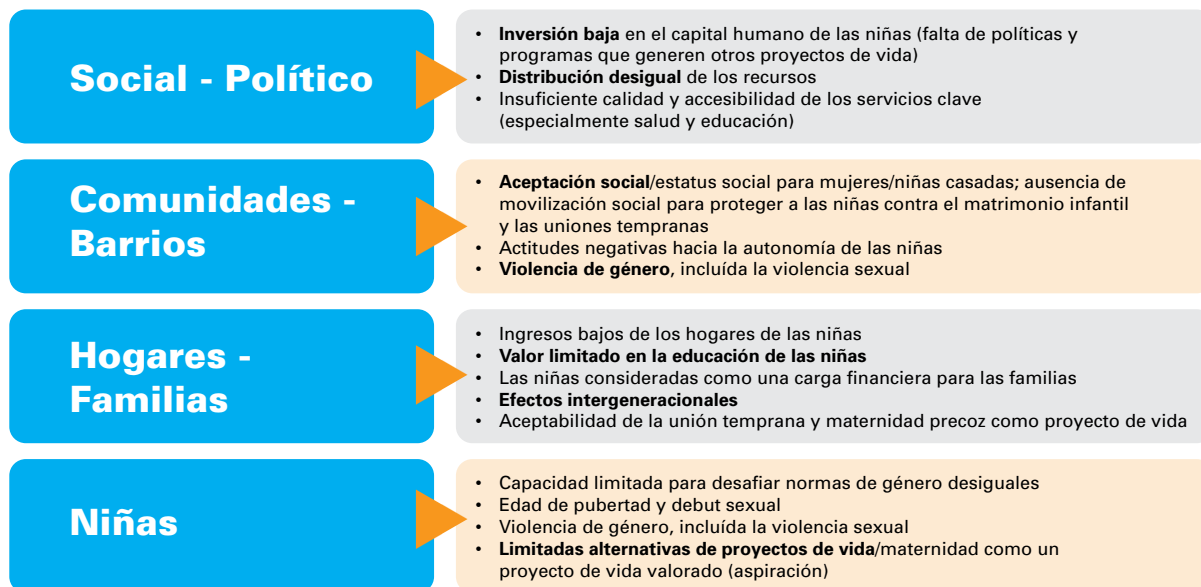 Social - Político
• Inversión baja en el capital humano de las niñas (falta de políticas y
programas que generen otros proyectos de vida)
• Distribución desigual de los recursos
• Insuficiente calidad y accesibilidad de los servicios clave
(especialmente salud y educación)
Comunidades -
Barrios
• Aceptación social/estatus social para mujeres/niñas casadas; ausencia de
movilización social para proteger a las niñas contra el matrimonio infantil
y las uniones tempranas
• Actitudes negativas hacia la autonomía de las niñas
• Violencia de género, incluída la violencia sexual
Hogares -
Familias
• Ingresos bajos de los hogares de las niñas
• Valor limitado en la educación de las niñas
• Las niñas consideradas como una carga financiera para las familias
• Efectos intergeneracionales
• Aceptabilidad de la unión temprana y maternidad precoz como proyecto de vida
Niñas
• Capacidad limitada para desafiar normas de género desiguales
• Edad de pubertad y debut sexual
• Violencia de género, incluída la violencia sexual
• Limitadas alternativas de proyectos de vida/maternidad como un
proyecto de vida valorado (aspiración)